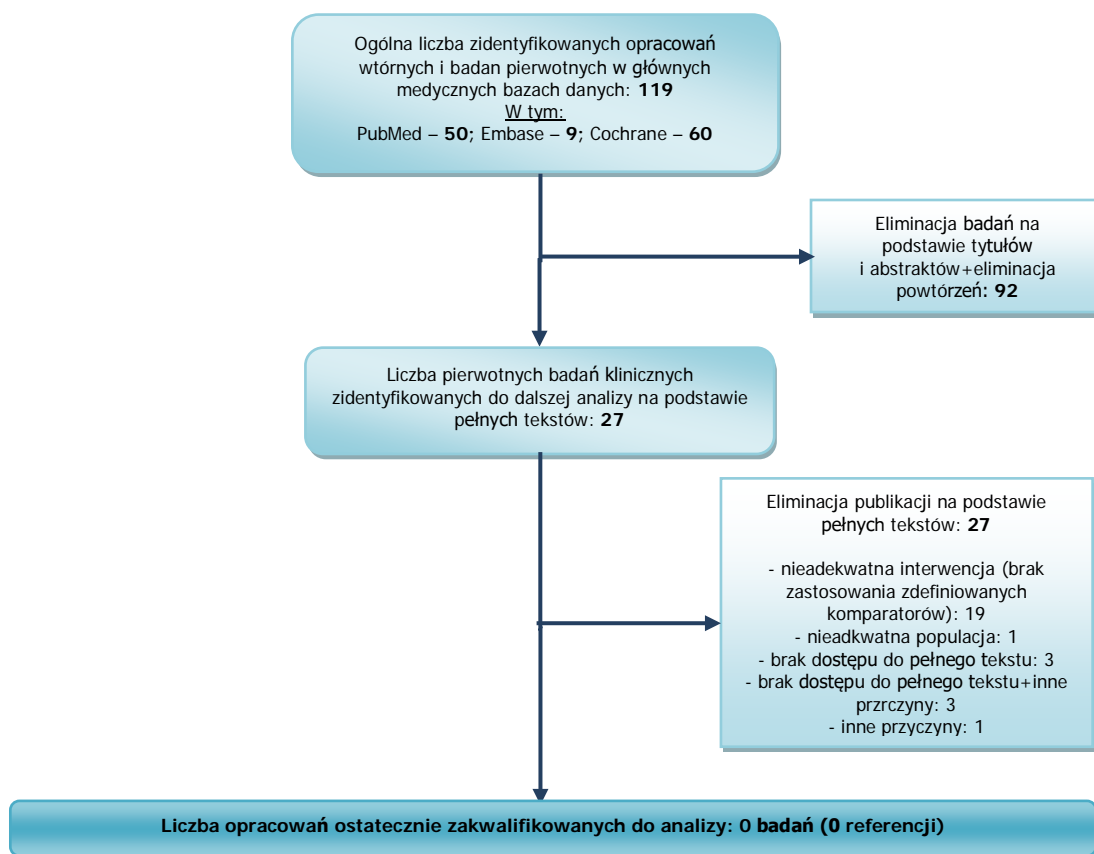 Ogólna liczba zidentyfikowanych opracowań
wtórnych i badan pierwotnych w głównych
medycznych bazach danych: 119
W tym:
PubMed – 50; Embase – 9; Cochrane – 60
Eliminacja badań na
podstawie tytułów
i abstraktów+eliminacja
powtórzeń: 92
Liczba pierwotnych badań klinicznych
zidentyfikowanych do dalszej analizy na podstawie
pełnych tekstów: 27
Eliminacja publikacji na podstawie
pełnych tekstów: 27
- nieadekwatna interwencja (brak
zastosowania zdefiniowanych
komparatorów): 19
- nieadkwatna populacja: 1
- brak dostępu do pełnego tekstu: 3
- brak dostępu do pełnego tekstu+inne
przrczyny: 3
- inne przyczyny: 1
Liczba opracowań ostatecznie zakwalifikowanych do analizy: 0 badań (0 referencji)